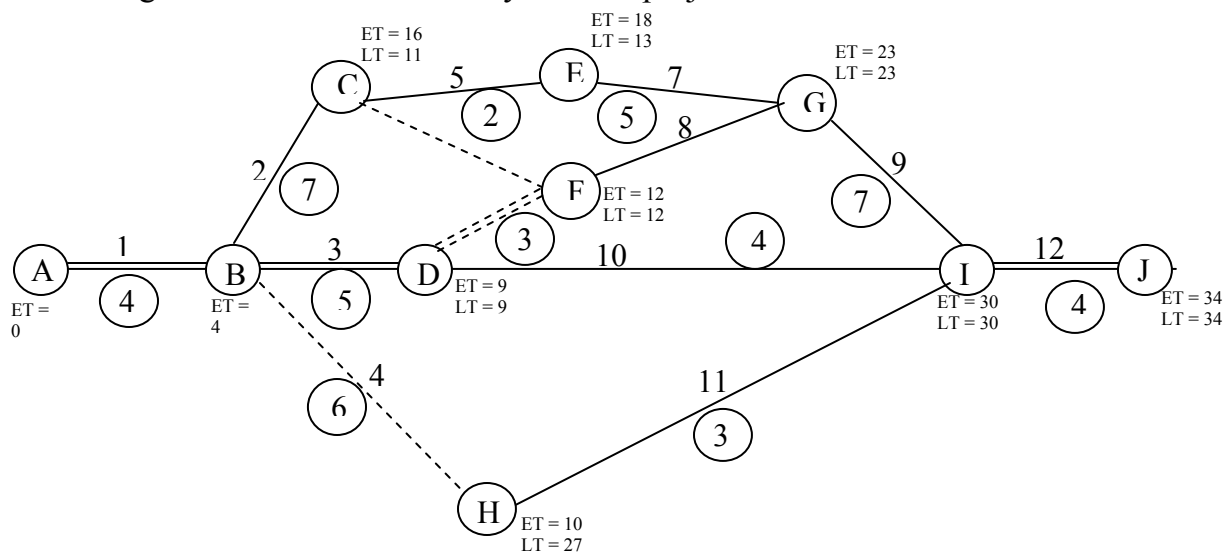 ET = 16
LT = 11
ET = 18
LT = 13
ET = 23
LT = 23
C
5
E
7
G
2
5
8
2
7
F
ET = 12
LT = 12
9
7
3
4
A
1
B
3
D
10
I
12
J
4
5
4
ET =
0
ET =
4
ET = 9
LT = 9
ET = 30
LT = 30
ET = 34
LT = 34
4
6
11
3
H
ET = 10
LT = 27